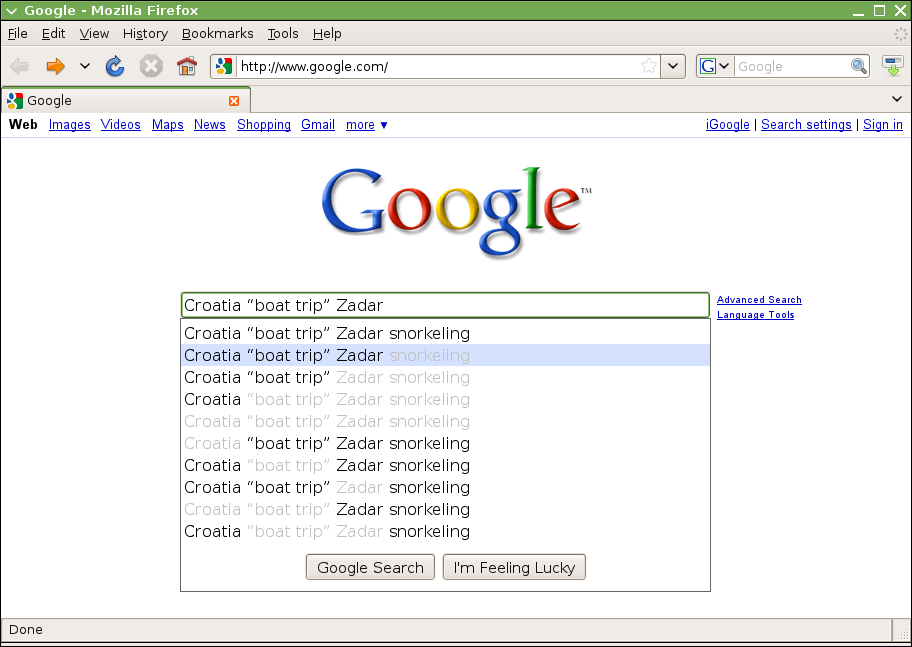 Google - Mozilla Firefox
File Edit View History Bookmarks Tools Help
http://www.google.com/ G Google
Google
Web Images Videos Maps News Shopping Gmail more ▼ iGoogle | Search settings | Sign in
Google™
Croatia “boat trip” Zadar Advanced Search
Language Tools
Croatia “boat trip” Zadar snorkeling
Croatia “boat trip” Zadar snorkeling
Croatia “boat trip” Zadar snorkeling
Croatia “boat trip” Zadar snorkeling
Croatia “boat trip” Zadar snorkeling
Croatia “boat trip” Zadar snorkeling
Croatia “boat trip” Zadar snorkeling
Croatia “boat trip” Zadar snorkeling
Croatia “boat trip” Zadar snorkeling
Croatia “boat trip” Zadar snorkeling
Google Search I'm Feeling Lucky
Done